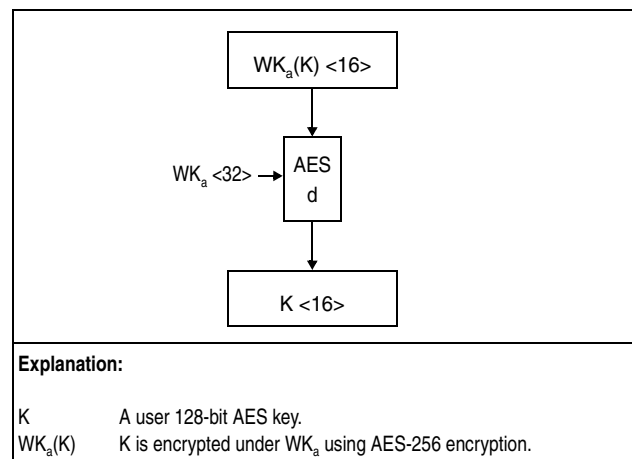 WKₐ(K) <16>
WKₐ <32>
AES
d
K <16>
Explanation:
K A user 128-bit AES key.
WKₐ(K) K is encrypted under WKₐ using AES-256 encryption.